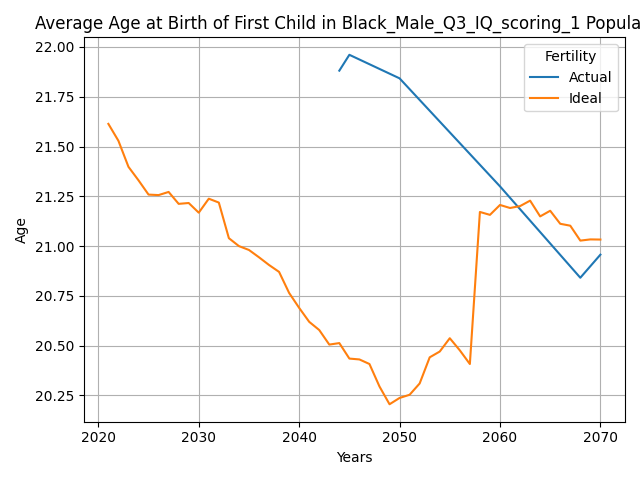 Average Age at Birth of First Child in Black_Male_Q3_IQ_scoring_1 Popula
Fertility
Actual
Ideal
22.00
21.75
21.50
21.25
21.00
20.75
20.50
20.25
Age
2020 2030 2040 2050 2060 2070
Years